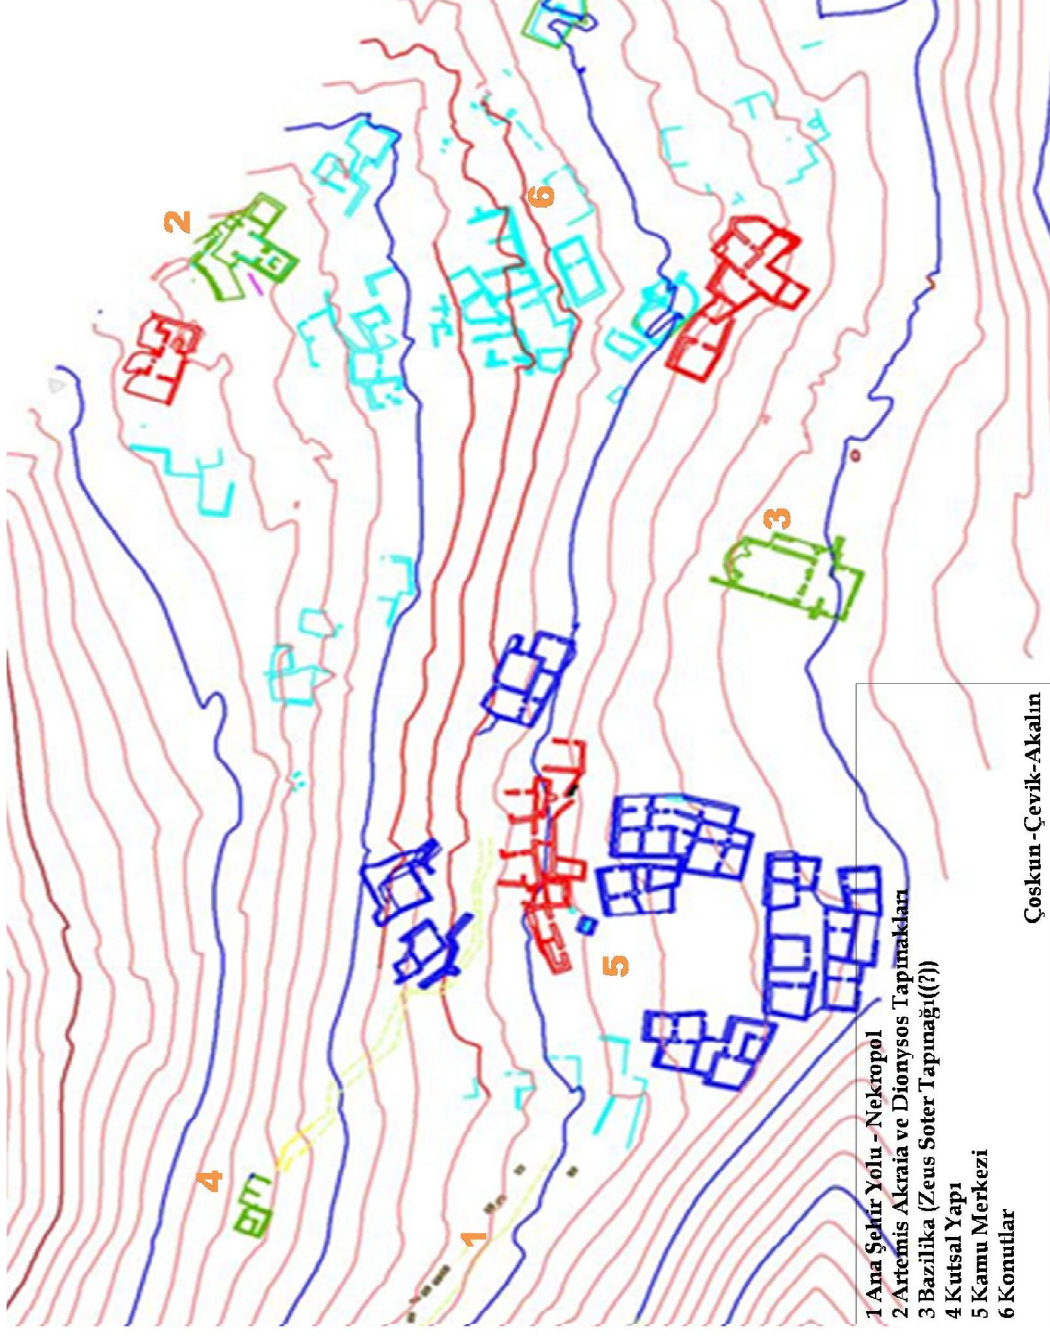 1
2
3
4
5
6
1 Ana Şehir Yolu - Nekropol
2 Artemis Akraia ve Dionysos Tapınakları
3 Bazilika (Zeus Soter Tapınağı((?))
4 Kutsal Yapı
5 Kamu Merkezi
6 Konutlar
Çoskun -Çevik-Akalın